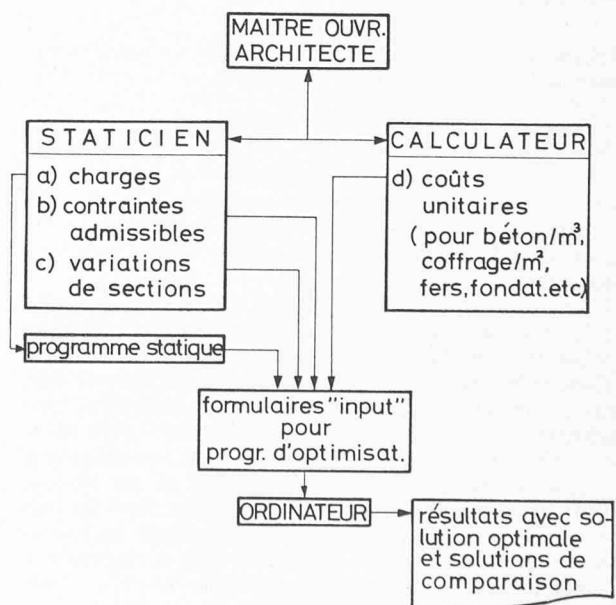 MAITRE OUVR.
ARCHITECTE
STATICIEN
a) charges
b) contraintes
admissibles
c) variations
de sections
CALCULATEUR
d) coûts
unitaires
(pour béton/m³,
coffrage/m²,
fers, fondat. etc)
programme statique
formulaires "input"
pour
progr. d'optimisat.
ORDINATEUR
résultats avec so-
lution optimale
et solutions de
comparaison